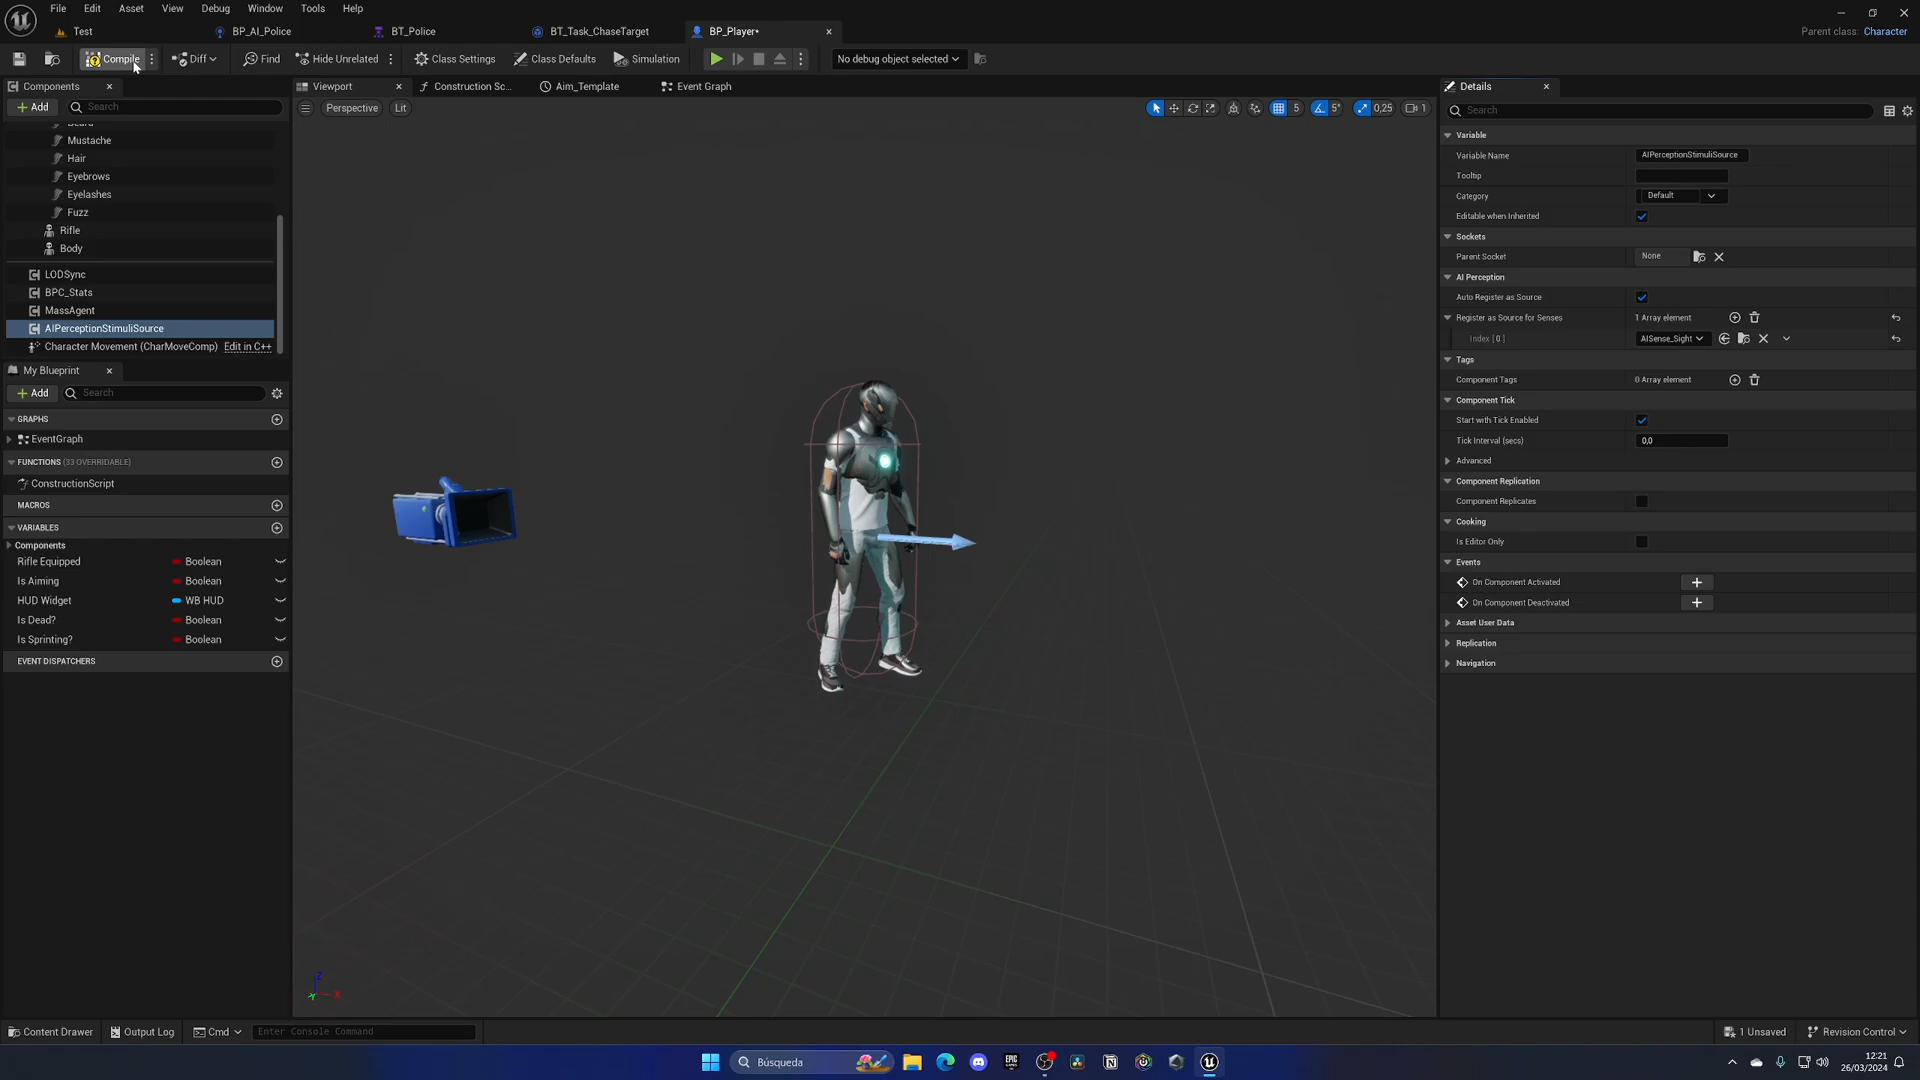 File Edit Asset View Debug Window Tools Help
Test BP_AI_Police BT_Police BT_Task_ChaseTarget BP_Player*
Parent class: Character
Compile Diff Find Hide Unrelated Class Settings Class Defaults Simulation No debug object selected
Components
Viewport Construction Sc... Aim_Template Event Graph
Details
Add Search
Perspective Lit
5 5° 0,25 1
Search
Mustache
Hair
Eyebrows
Eyelashes
Fuzz
Rifle
Body
LODSync
BPC_Stats
MassAgent
AIPerceptionStimuliSource
Character Movement (CharMoveComp) Edit in C++
My Blueprint
Add Search
GRAPHS
EventGraph
FUNCTIONS (33 OVERRIDABLE)
ConstructionScript
MACROS
VARIABLES
Components
Rifle Equipped Boolean
Is Aiming Boolean
HUD Widget WB HUD
Is Dead? Boolean
Is Sprinting? Boolean
EVENT DISPATCHERS
Z
X
Y
Variable
Variable Name AIPerceptionStimuliSource
Tooltip
Category Default
Editable when Inherited
Sockets
Parent Socket None
AI Perception
Auto Register as Source
Register as Source for Senses 1 Array element
Index [ 0 ] AISense_Sight
Tags
Component Tags 0 Array element
Component Tick
Start with Tick Enabled
Tick Interval (secs) 0,0
Advanced
Component Replication
Component Replicates
Cooking
Is Editor Only
Events
On Component Activated
On Component Deactivated
Asset User Data
Replication
Navigation
Content Drawer Output Log Cmd Enter Console Command
1 Unsaved Revision Control
Búsqueda
EPIC GAMES
12:21
26/03/2024